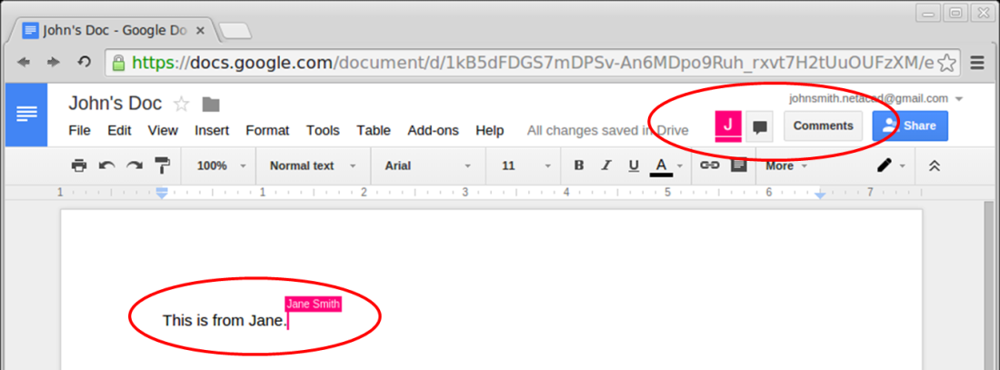 John's Doc - Google Do
https://docs.google.com/document/d/1kB5dFDGS7mDPSv-An6MDpo9Ruh_rxvt7H2tUuOUFzXM/e
johnsmith.netacad@gmail.com
John's Doc
File Edit View Insert Format Tools Table Add-ons Help All changes saved in Drive J Comments Share
100% Normal text Arial 11 B I U A More
1 1 2 3 4 5 6 7
Jane Smith
This is from Jane.